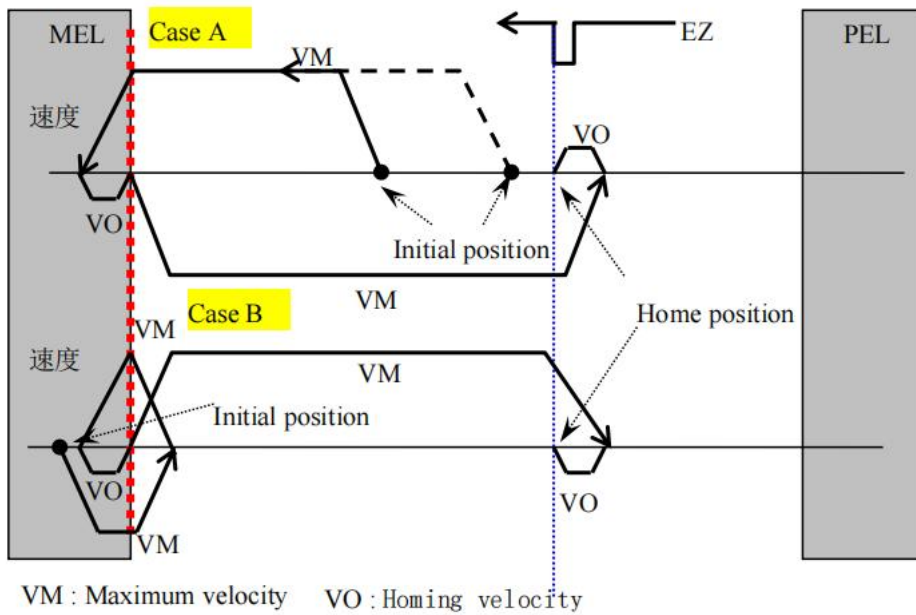 MEL
Case A
VM
EZ
PEL
速度
VO
VO
Initial position
VM
Case B
Home position
VM
速度
VM
Initial position
VO
VO
VM
VM : Maximum velocity
VO : Homing velocity